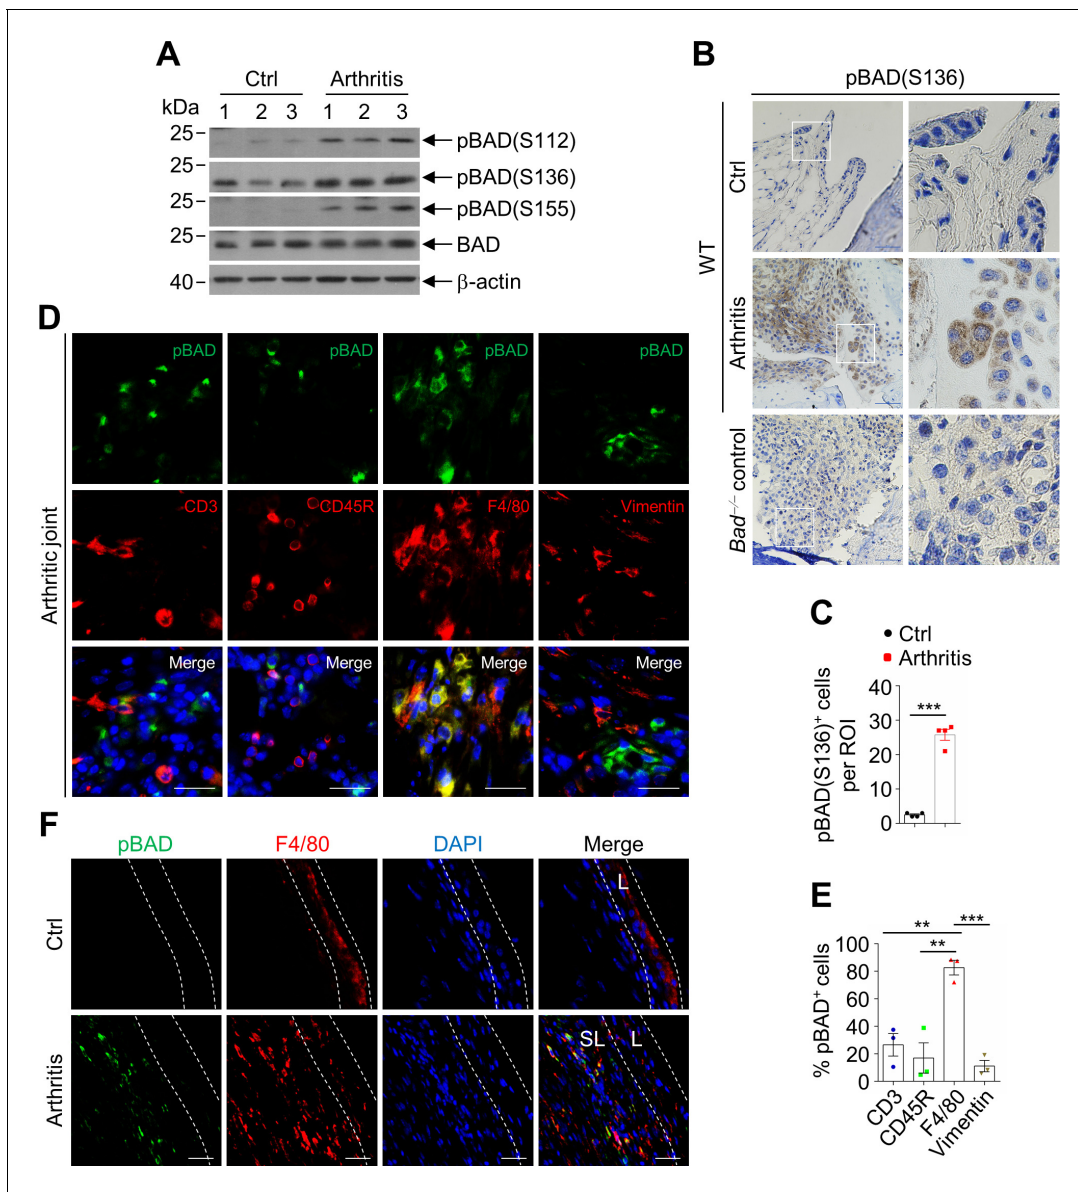 A
Ctrl Arthritis
kDa 1 2 3 1 2 3
25 pBAD(S112)
25 pBAD(S136)
25 pBAD(S155)
25 BAD
40 β-actin
B
pBAD(S136)
WT
Ctrl
Arthritis
Bad−/− control
C
Ctrl
Arthritis
pBAD(S136)+ cells
per ROI
40
30
20
10
0
***
D
Arthritic joint
pBAD pBAD pBAD pBAD
CD3 CD45R F4/80 Vimentin
Merge Merge Merge Merge
E
% pBAD+ cells
100
80
60
40
20
0
** ***
**
CD3
CD45R
F4/80
Vimentin
F
pBAD F4/80 DAPI Merge
Ctrl
L
Arthritis
SL L